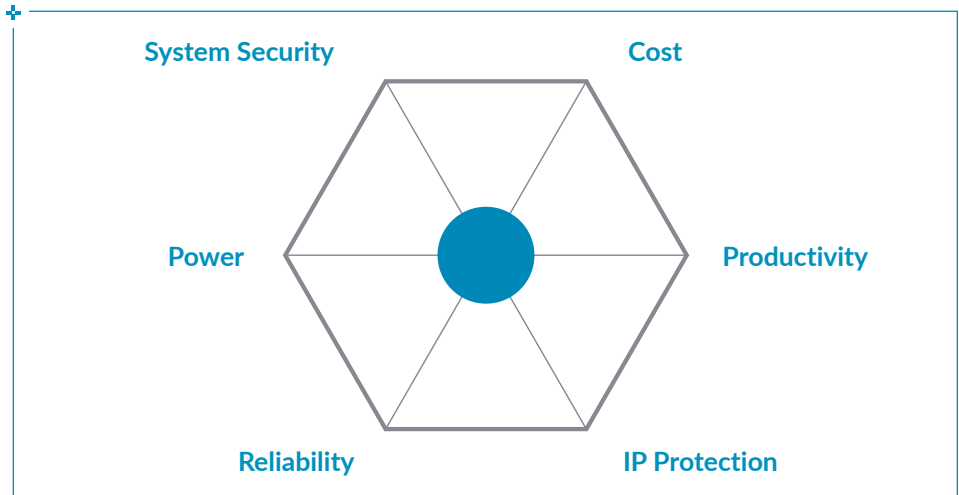 System Security
Cost
Power
Productivity
Reliability
IP Protection